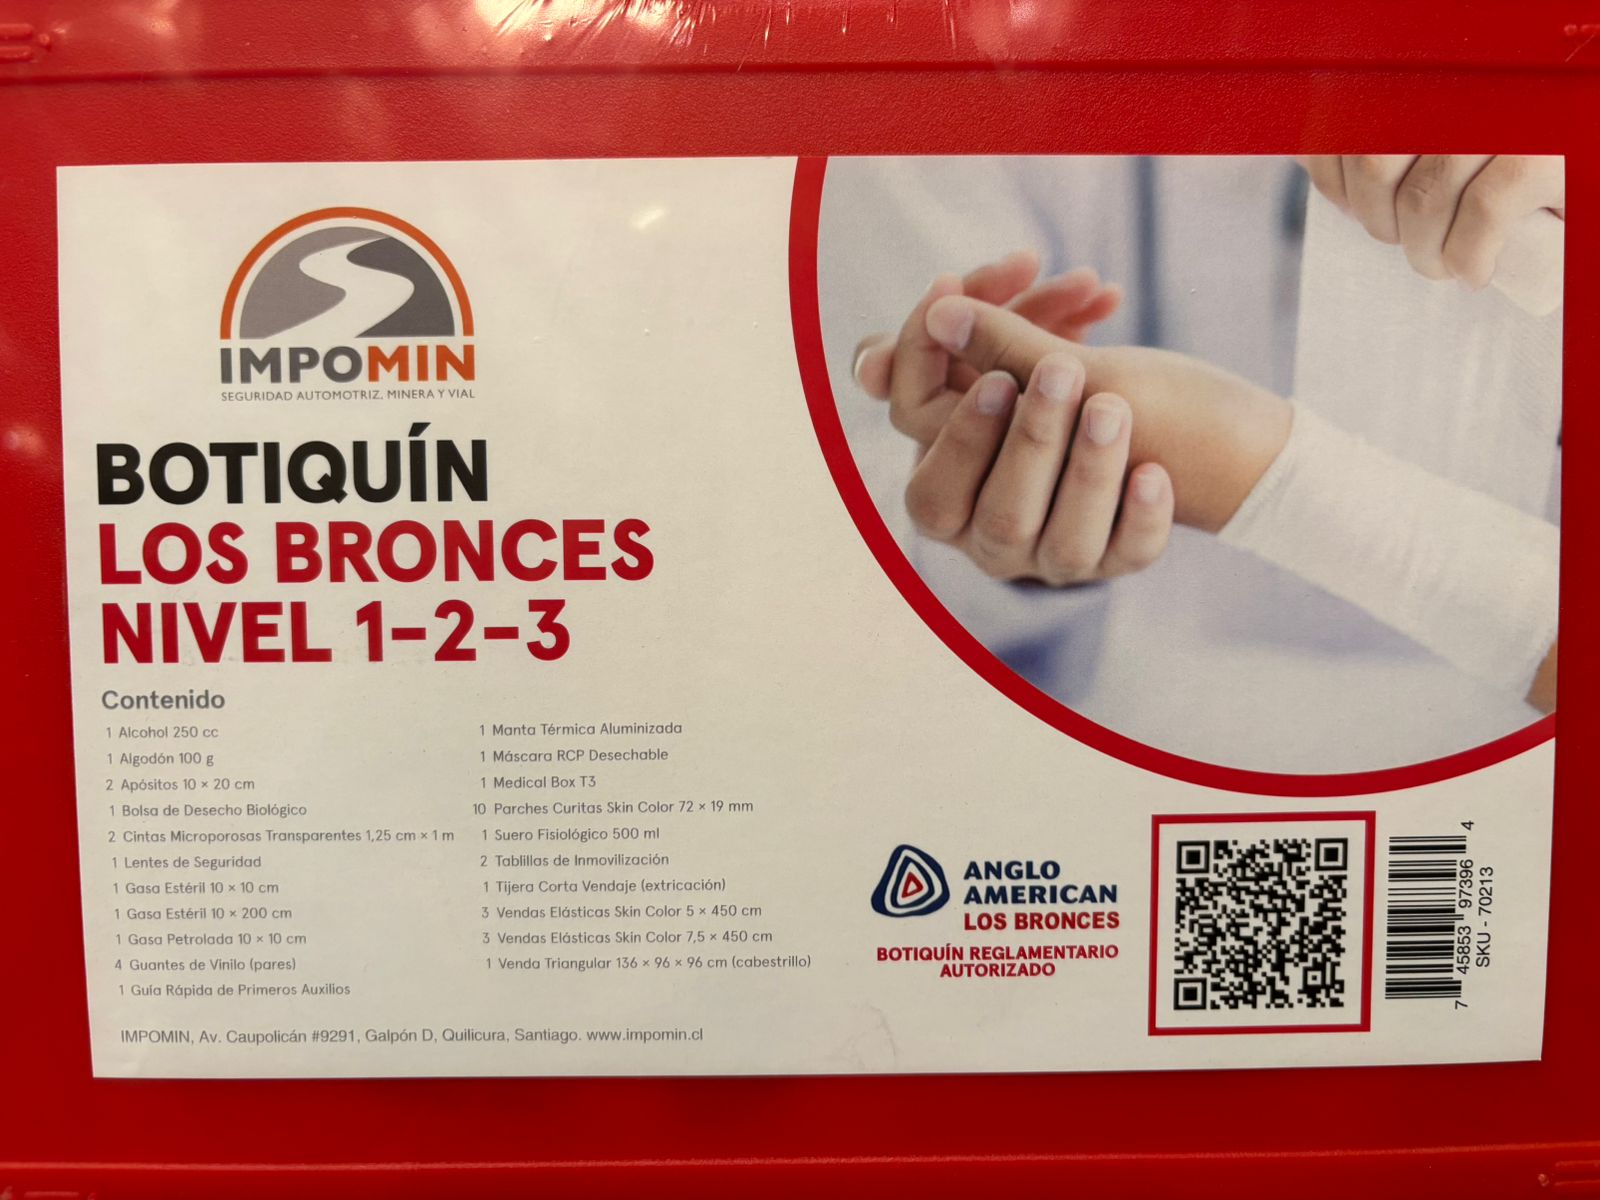 IMPOMIN
SEGURIDAD AUTOMOTRIZ, MINERA Y VIAL
BOTIQUÍN
LOS BRONCES
NIVEL 1-2-3
Contenido
1 Alcohol 250 cc
1 Algodón 100 g
2 Apósitos 10 × 20 cm
1 Bolsa de Desecho Biológico
2 Cintas Microporosas Transparentes 1,25 cm × 1 m
1 Lentes de Seguridad
1 Gasa Estéril 10 × 10 cm
1 Gasa Estéril 10 × 200 cm
1 Gasa Petrolada 10 × 10 cm
4 Guantes de Vinilo (pares)
1 Guía Rápida de Primeros Auxilios
1 Manta Térmica Aluminizada
1 Máscara RCP Desechable
1 Medical Box T3
10 Parches Curitas Skin Color 72 × 19 mm
1 Suero Fisiológico 500 ml
2 Tablillas de Inmovilización
1 Tijera Corta Vendaje (extricación)
3 Vendas Elásticas Skin Color 5 × 450 cm
3 Vendas Elásticas Skin Color 7,5 × 450 cm
1 Venda Triangular 136 × 96 × 96 cm (cabestrillo)
IMPOMIN, Av. Caupolicán #9291, Galpón D, Quilicura, Santiago. www.impomin.cl
ANGLO
AMERICAN
LOS BRONCES
BOTIQUÍN REGLAMENTARIO
AUTORIZADO
7 45853 97396 4
SKU - 70213